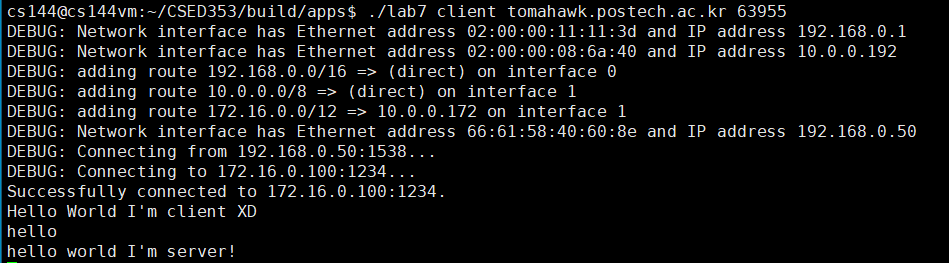 cs144@cs144vm:~/CSED353/build/apps$ ./lab7 client tomahawk.postech.ac.kr 63955
DEBUG: Network interface has Ethernet address 02:00:00:11:11:3d and IP address 192.168.0.1
DEBUG: Network interface has Ethernet address 02:00:00:08:6a:40 and IP address 10.0.0.192
DEBUG: adding route 192.168.0.0/16 => (direct) on interface 0
DEBUG: adding route 10.0.0.0/8 => (direct) on interface 1
DEBUG: adding route 172.16.0.0/12 => 10.0.0.172 on interface 1
DEBUG: Network interface has Ethernet address 66:61:58:40:60:8e and IP address 192.168.0.50
DEBUG: Connecting from 192.168.0.50:1538...
DEBUG: Connecting to 172.16.0.100:1234...
Successfully connected to 172.16.0.100:1234.
Hello World I'm client XD
hello
hello world I'm server!